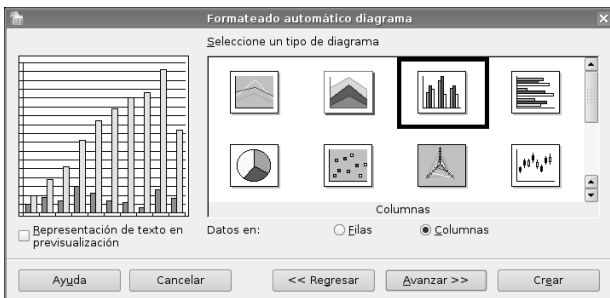 Formateado automático diagrama
Seleccione un tipo de diagrama
Columnas
Representación de texto en
previsualización
Datos en:
Filas
Columnas
Ayuda
Cancelar
<< Regresar
Avanzar >>
Crear